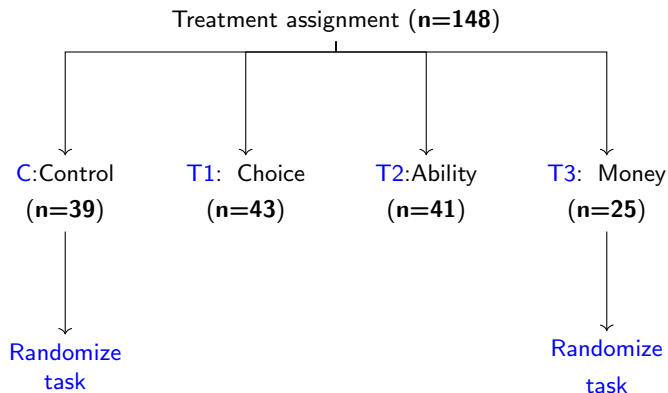 Treatment assignment (n=148)
C:Control
T1: Choice
T2:Ability
T3: Money
(n=39)
(n=43)
(n=41)
(n=25)
Randomize
task
Randomize
task